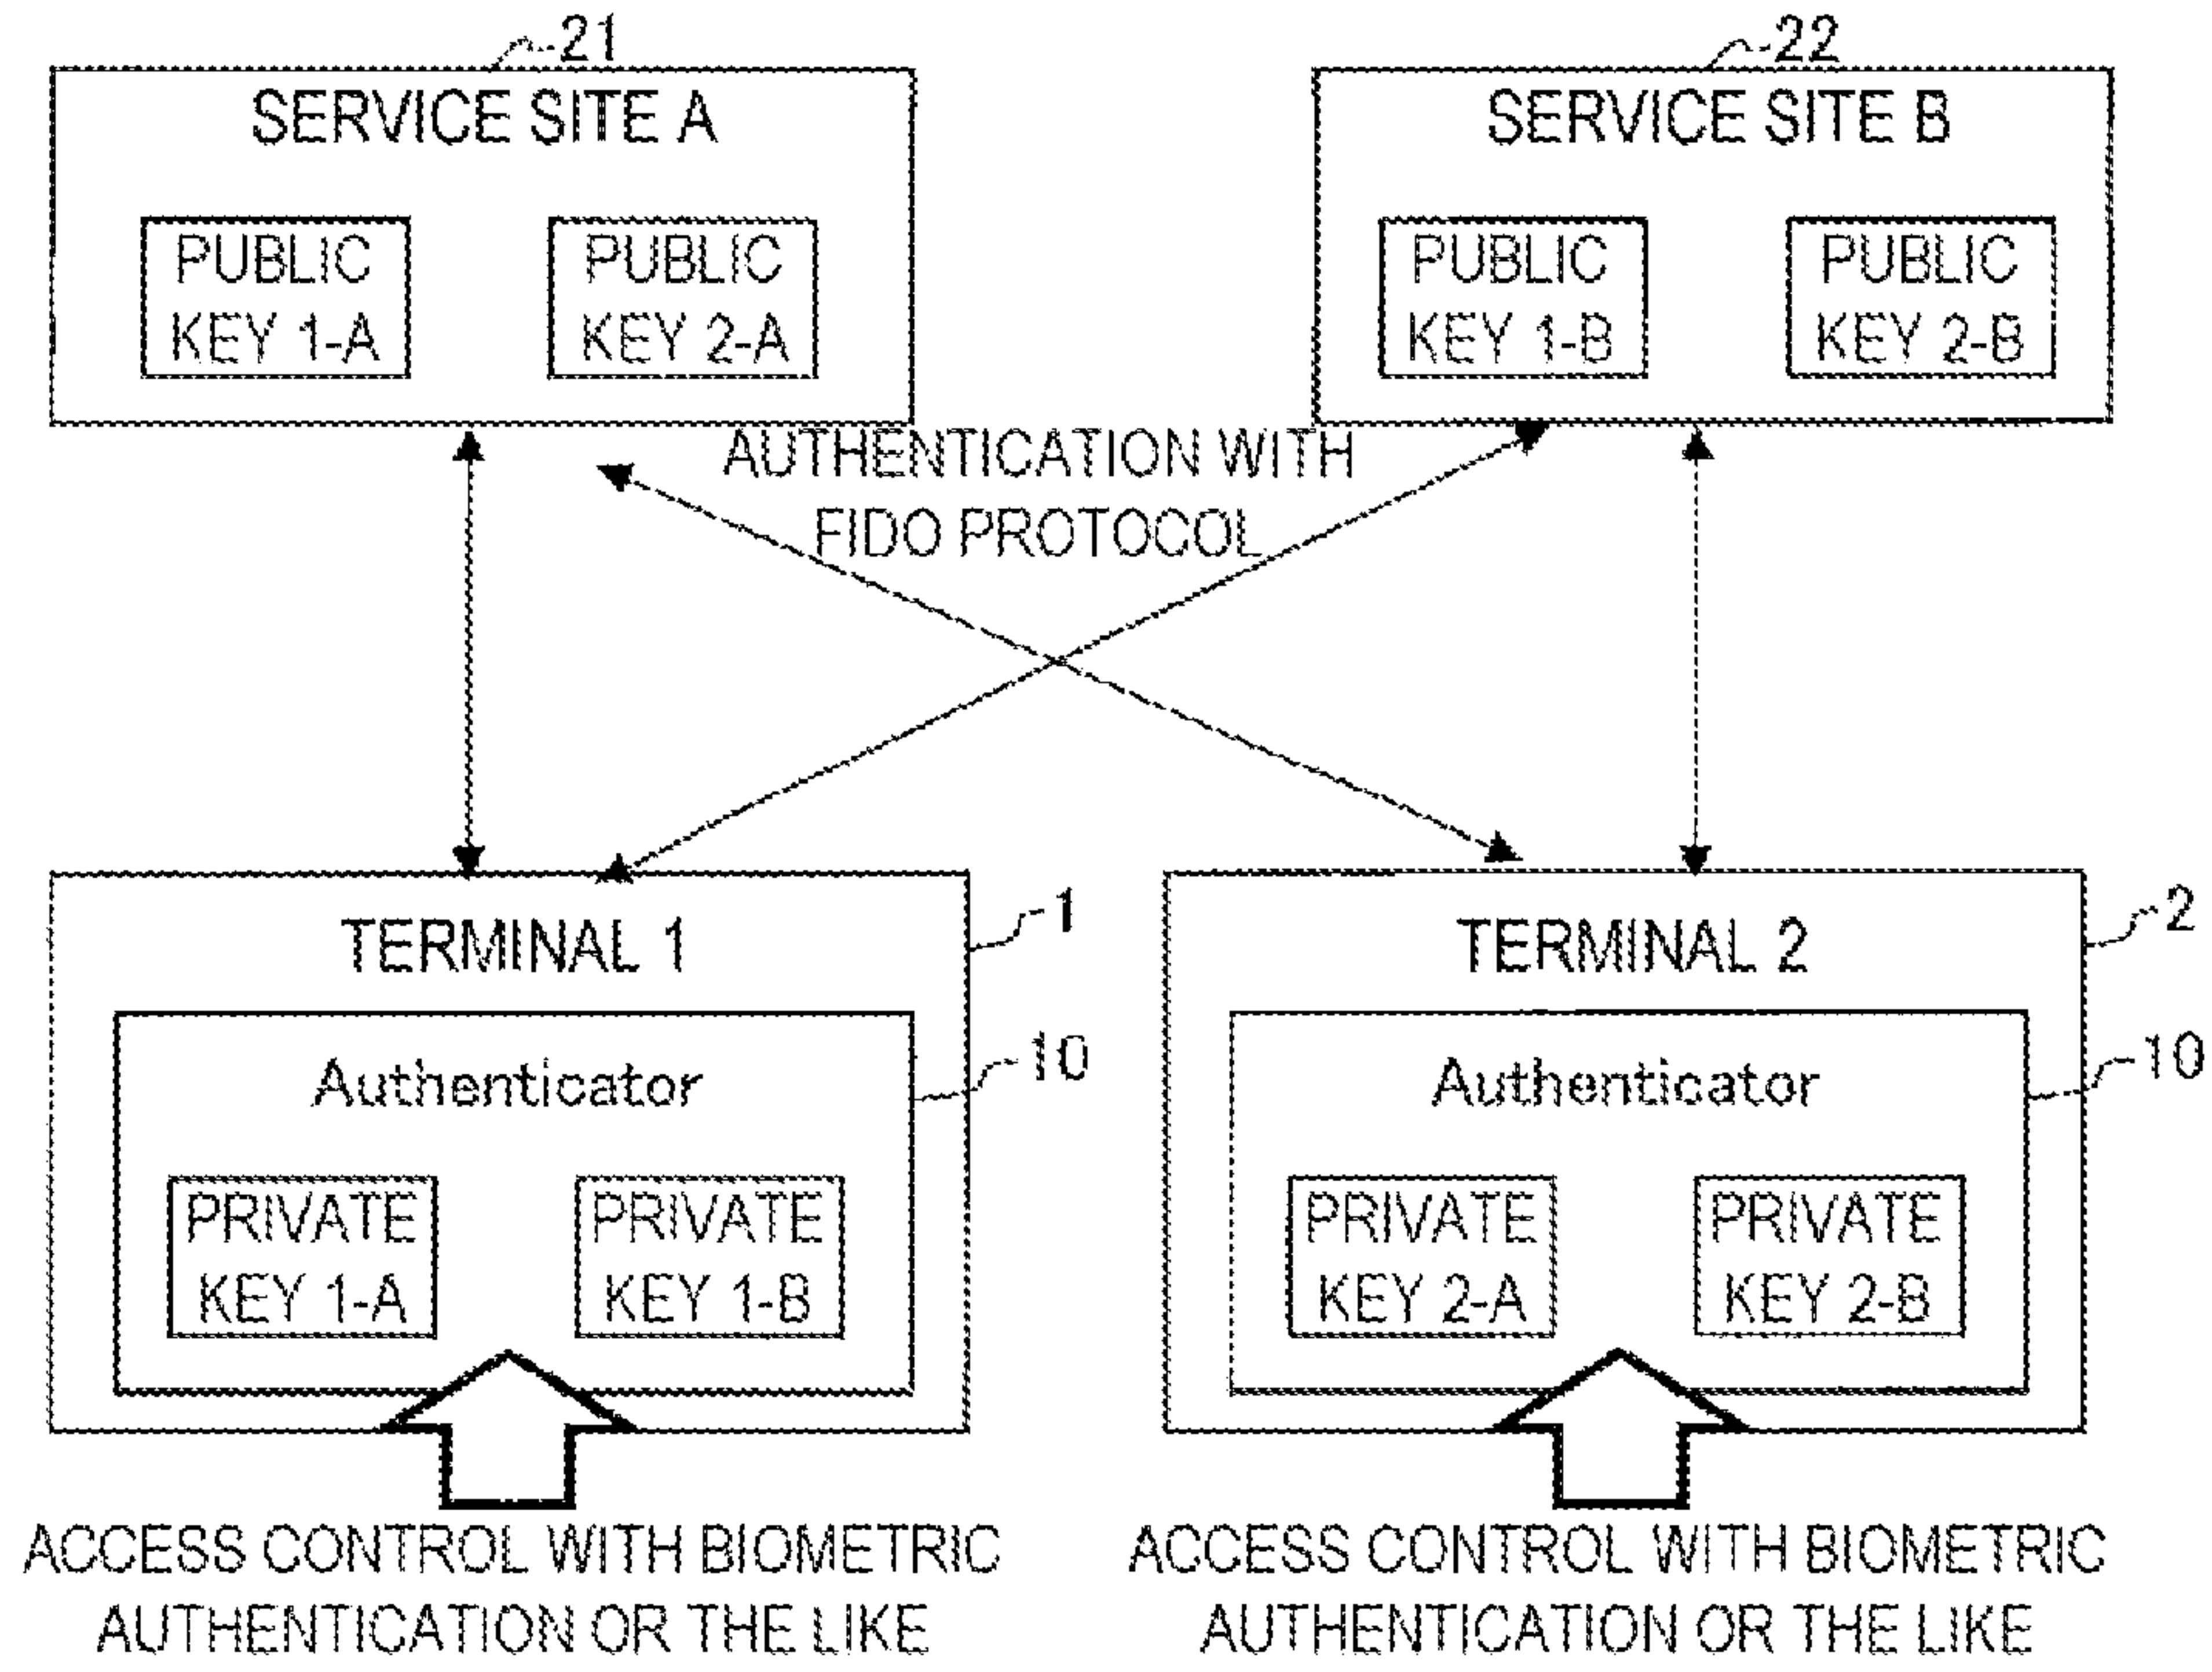 21
SERVICE SITE A
PUBLIC
KEY 1-A
PUBLIC
KEY 2-A
22
SERVICE SITE B
PUBLIC
KEY 1-B
PUBLIC
KEY 2-B
AUTHENTICATION WITH
FIDO PROTOCOL
1
TERMINAL 1
10
Authenticator
PRIVATE
KEY 1-A
PRIVATE
KEY 1-B
ACCESS CONTROL WITH BIOMETRIC
AUTHENTICATION OR THE LIKE
2
TERMINAL 2
10
Authenticator
PRIVATE
KEY 2-A
PRIVATE
KEY 2-B
ACCESS CONTROL WITH BIOMETRIC
AUTHENTICATION OR THE LIKE